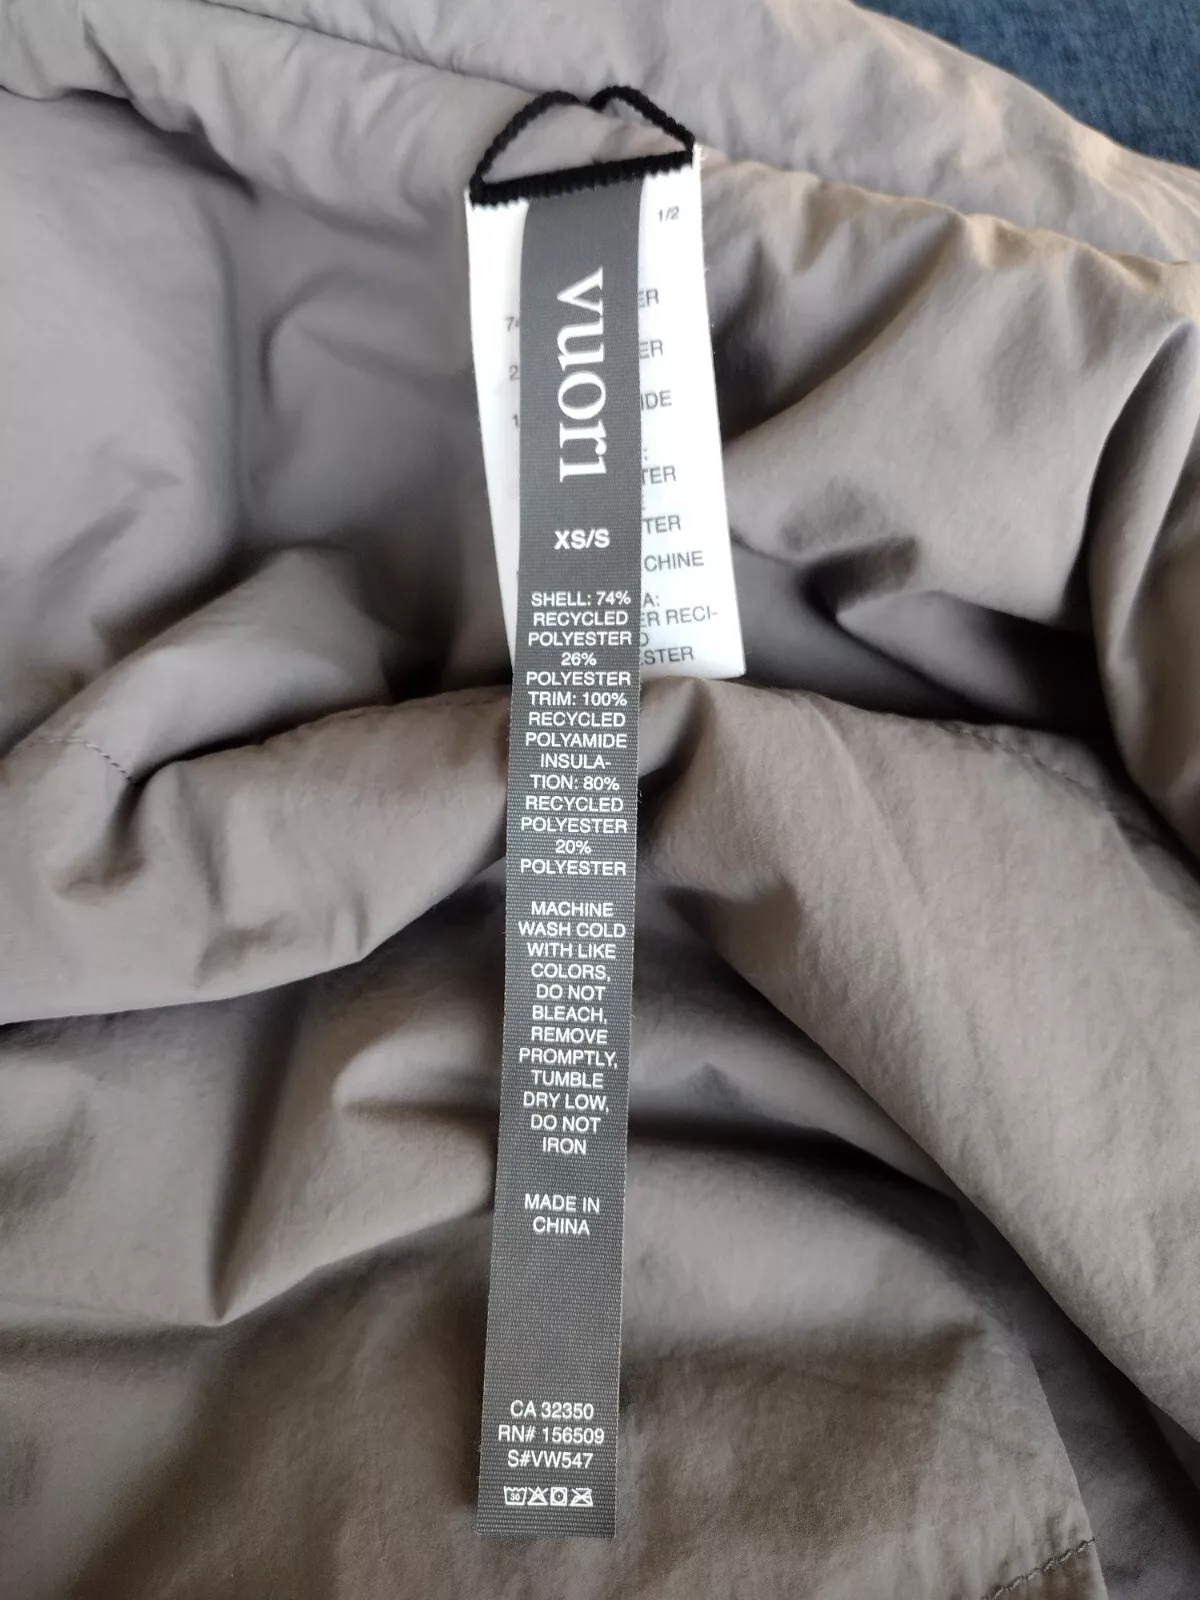 1/2
vuori
XS/S
SHELL: 74%
RECYCLED
POLYESTER
26%
POLYESTER
TRIM: 100%
RECYCLED
POLYAMIDE
INSULA-
TION: 80%
RECYCLED
POLYESTER
20%
POLYESTER
MACHINE
WASH COLD
WITH LIKE
COLORS,
DO NOT
BLEACH,
REMOVE
PROMPTLY,
TUMBLE
DRY LOW,
DO NOT
IRON
MADE IN
CHINA
CA 32350
RN# 156509
S#VW547
30